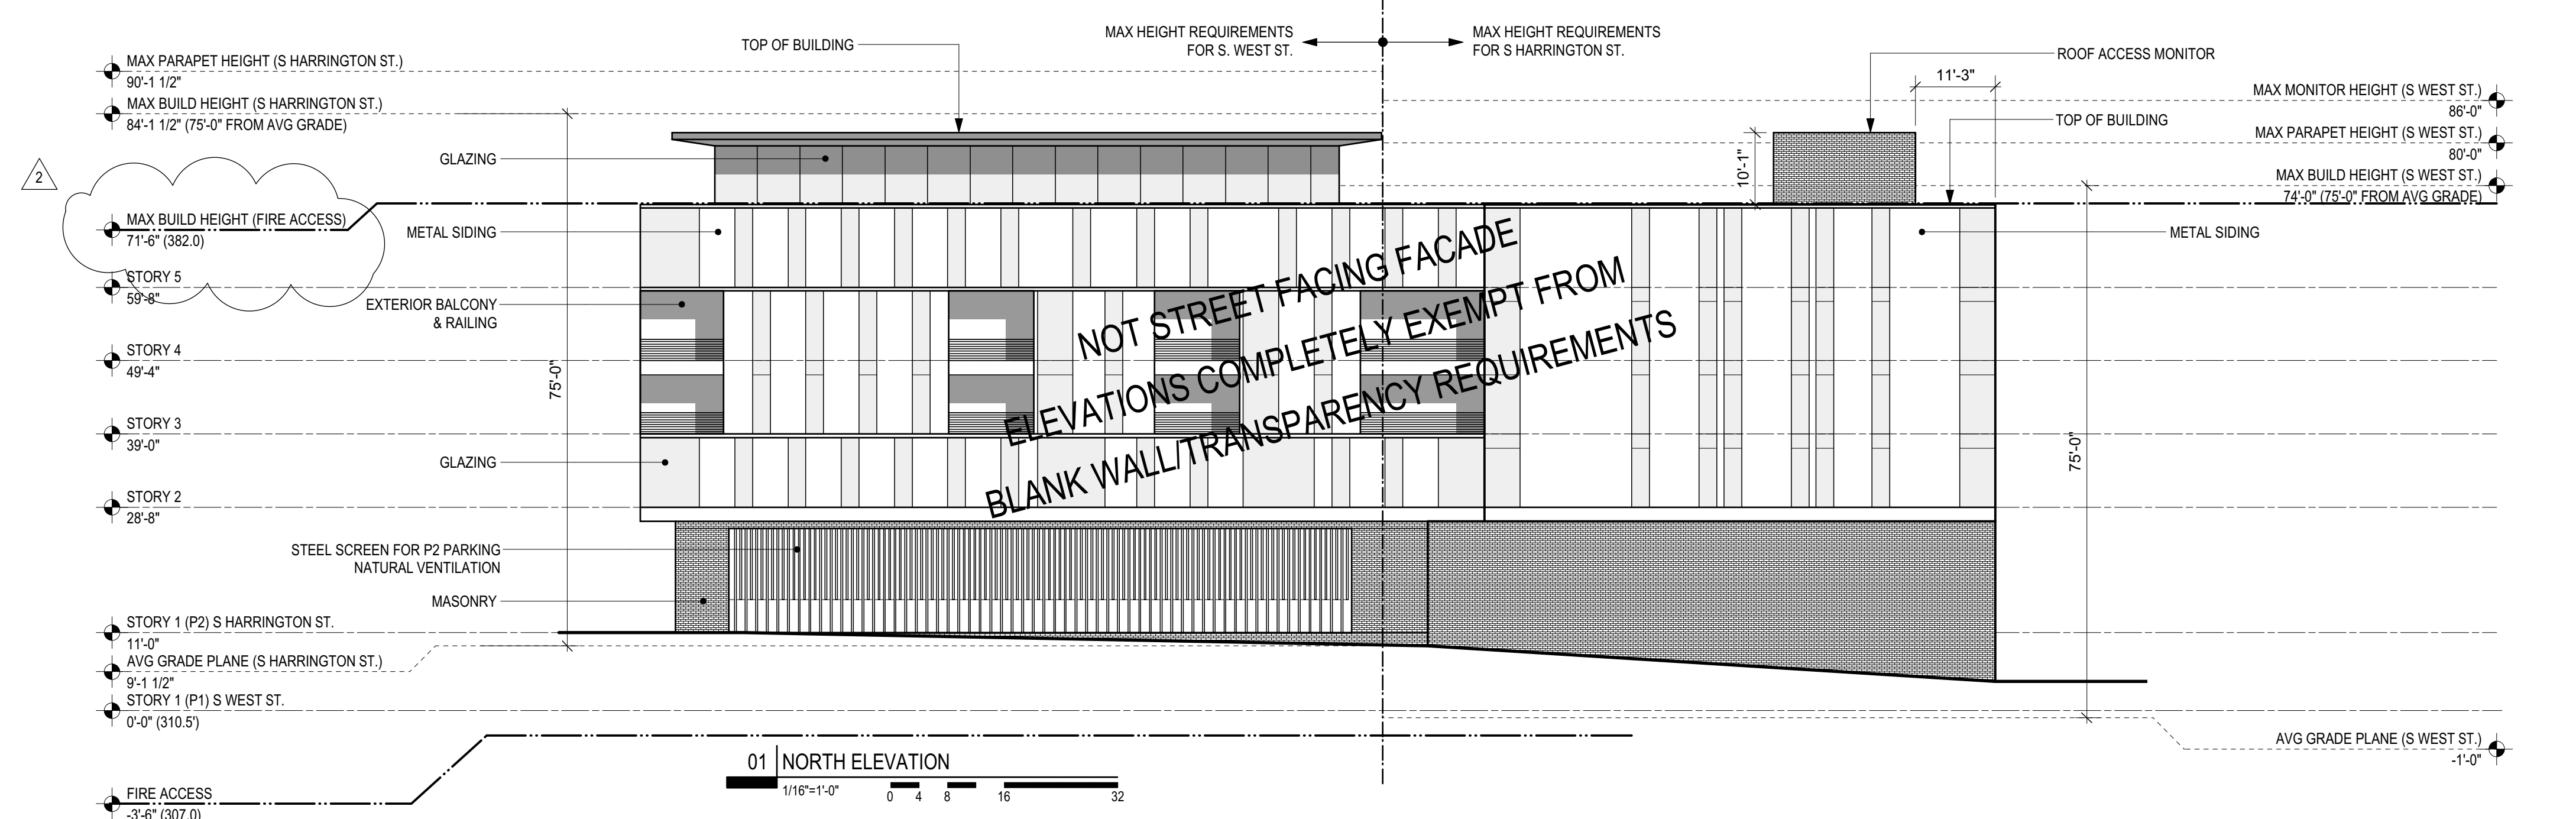 MAX PARAPET HEIGHT (S HARRINGTON ST.)
90'-1 1/2"
MAX BUILD HEIGHT (S HARRINGTON ST.)
84'-1 1/2" (75'-0" FROM AVG GRADE)
2
MAX BUILD HEIGHT (FIRE ACCESS)
71'-6" (382.0)
STORY 5
59'-8"
STORY 4
49'-4"
STORY 3
39'-0"
STORY 2
28'-8"
STORY 1 (P2) S HARRINGTON ST.
11'-0"
AVG GRADE PLANE (S HARRINGTON ST.)
9'-1 1/2"
STORY 1 (P1) S WEST ST.
0'-0" (310.5')
FIRE ACCESS
-3'-6" (307.0)
TOP OF BUILDING
GLAZING
METAL SIDING
EXTERIOR BALCONY
& RAILING
75'-0"
GLAZING
STEEL SCREEN FOR P2 PARKING
NATURAL VENTILATION
MASONRY
MAX HEIGHT REQUIREMENTS
FOR S. WEST ST.
MAX HEIGHT REQUIREMENTS
FOR S HARRINGTON ST.
NOT STREET FACING FACADE
ELEVATIONS COMPLETELY EXEMPT FROM
BLANK WALL/TRANSPARENCY REQUIREMENTS
ROOF ACCESS MONITOR
11'-3"
TOP OF BUILDING
10'-1"
METAL SIDING
75'-0"
MAX MONITOR HEIGHT (S WEST ST.)
86'-0"
MAX PARAPET HEIGHT (S WEST ST.)
80'-0"
MAX BUILD HEIGHT (S WEST ST.)
74'-0" (75'-0" FROM AVG GRADE)
AVG GRADE PLANE (S WEST ST.)
-1'-0"
01 NORTH ELEVATION
1/16"=1'-0"
0 4 8 16 32